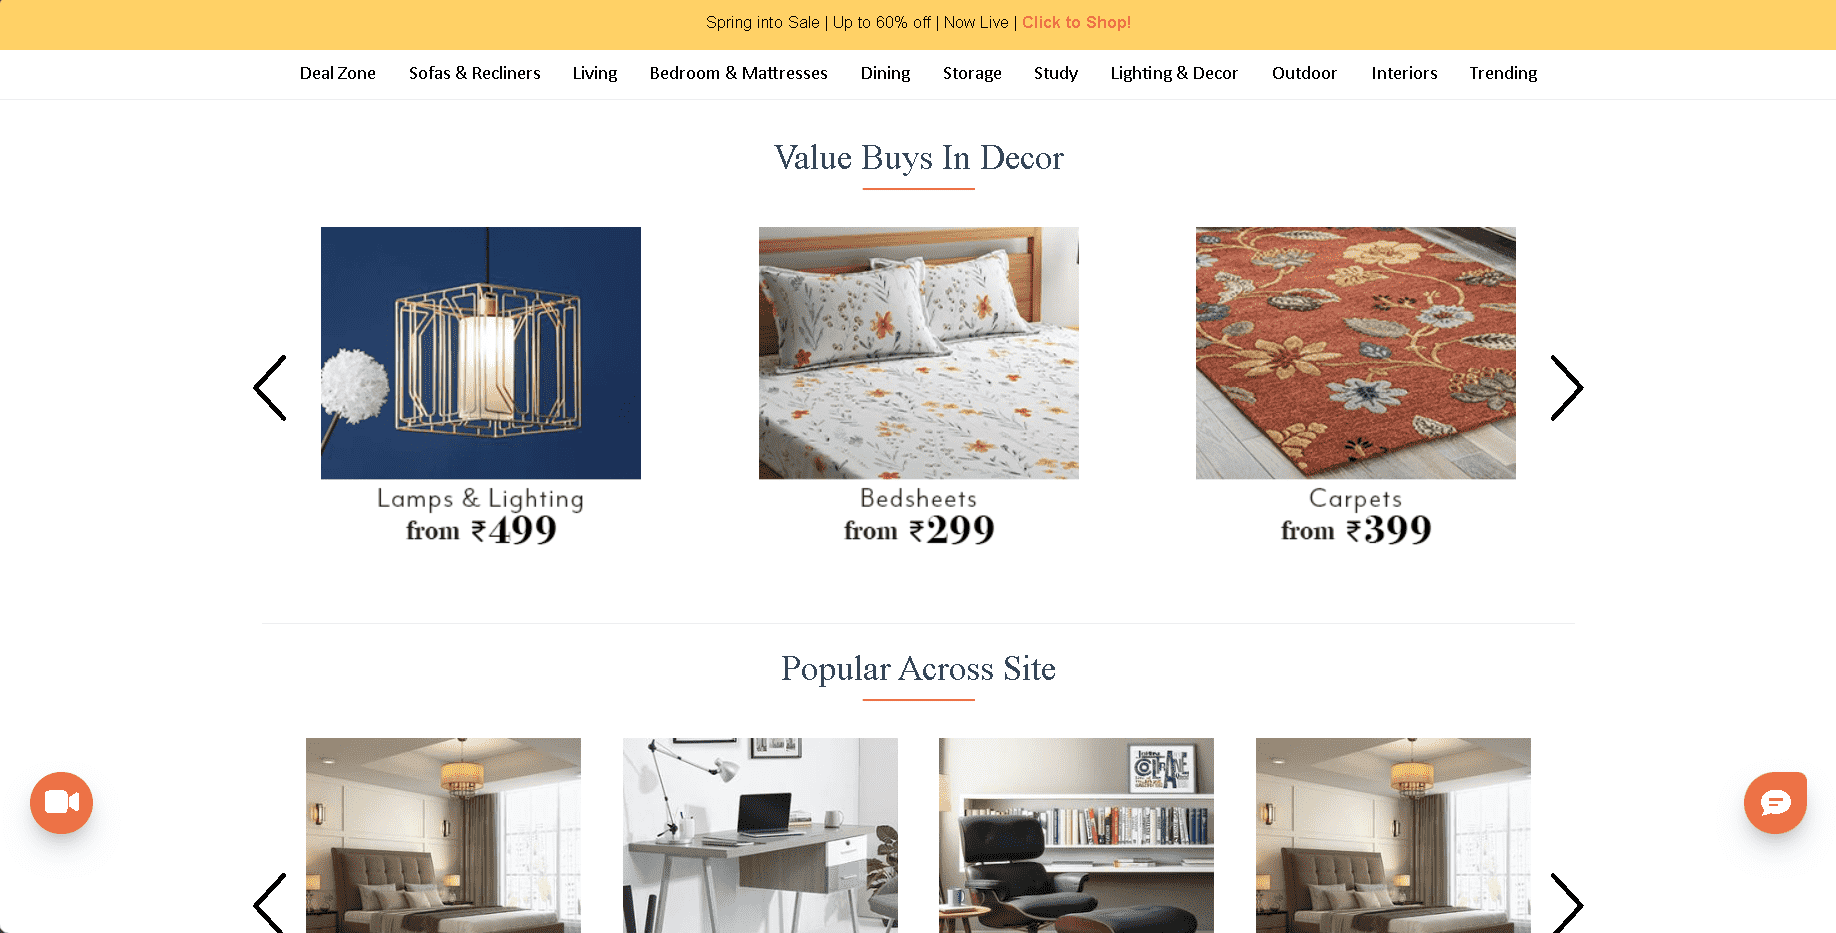 Spring into Sale | Up to 60% off | Now Live | Click to Shop!
Deal Zone Sofas & Recliners Living Bedroom & Mattresses Dining Storage Study Lighting & Decor Outdoor Interiors Trending
Value Buys In Decor
Lamps & Lighting
from ₹499
Bedsheets
from ₹299
Carpets
from ₹399
Popular Across Site